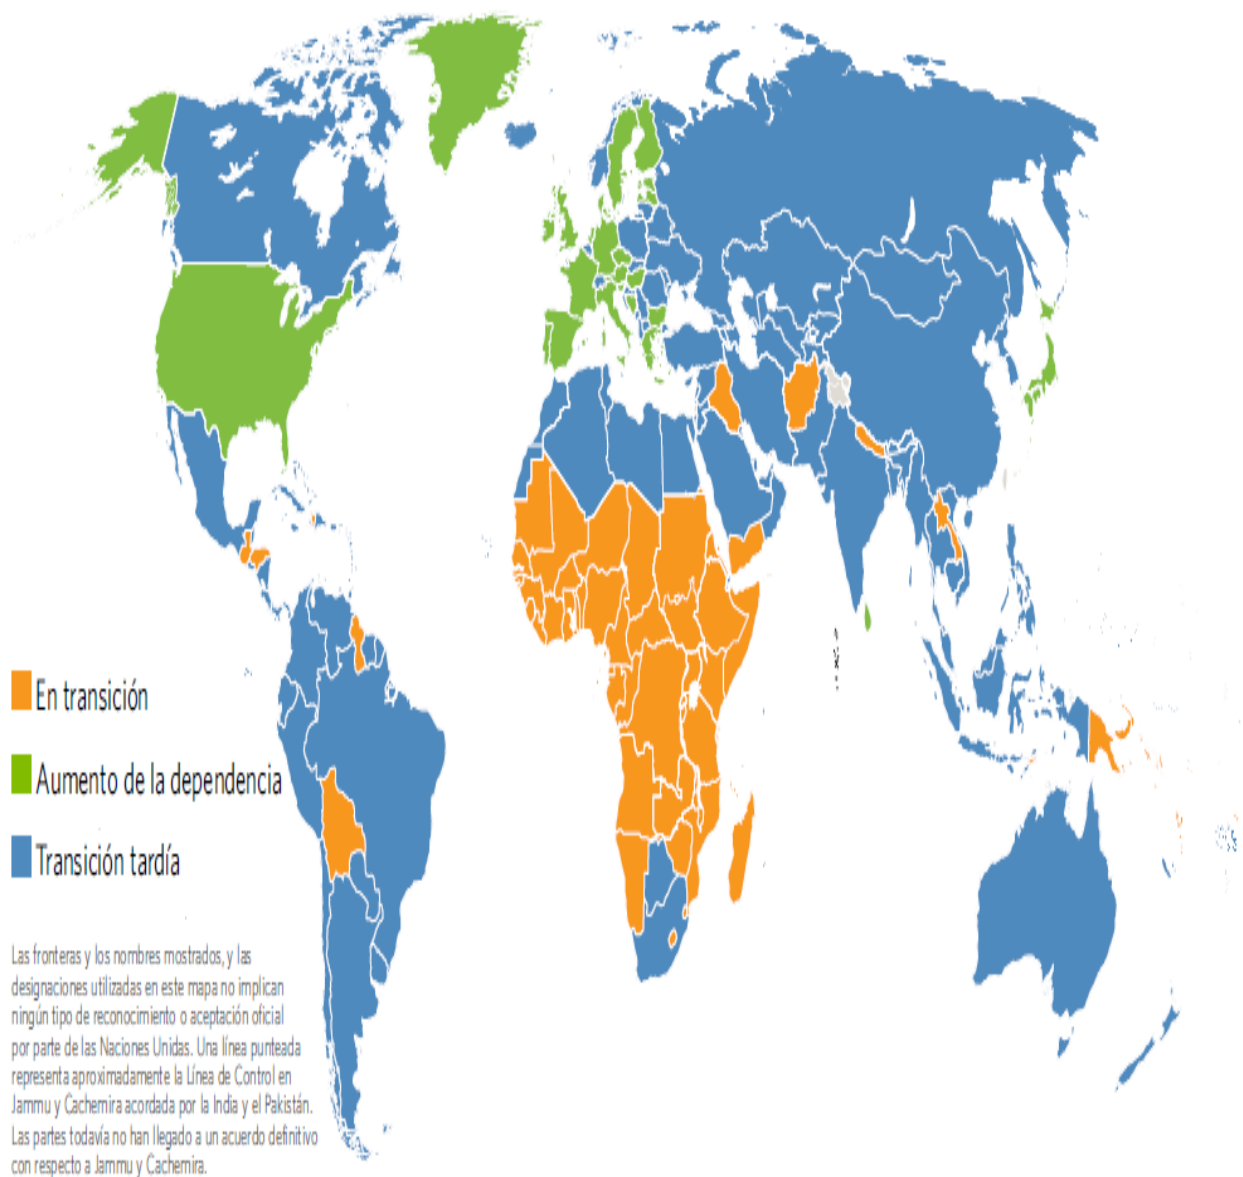 En transición
Aumento de la dependencia
Transición tardía
Las fronteras y los nombres mostrados, y las
designaciones utilizadas en este mapa no implican
ningún tipo de reconocimiento o aceptación oficial
por parte de las Naciones Unidas. Una línea punteada
representa aproximadamente la Línea de Control en
Jammu y Cachemira acordada por la India y el Pakistán.
Las partes todavía no han llegado a un acuerdo definitivo
con respecto a Jammu y Cachemira.